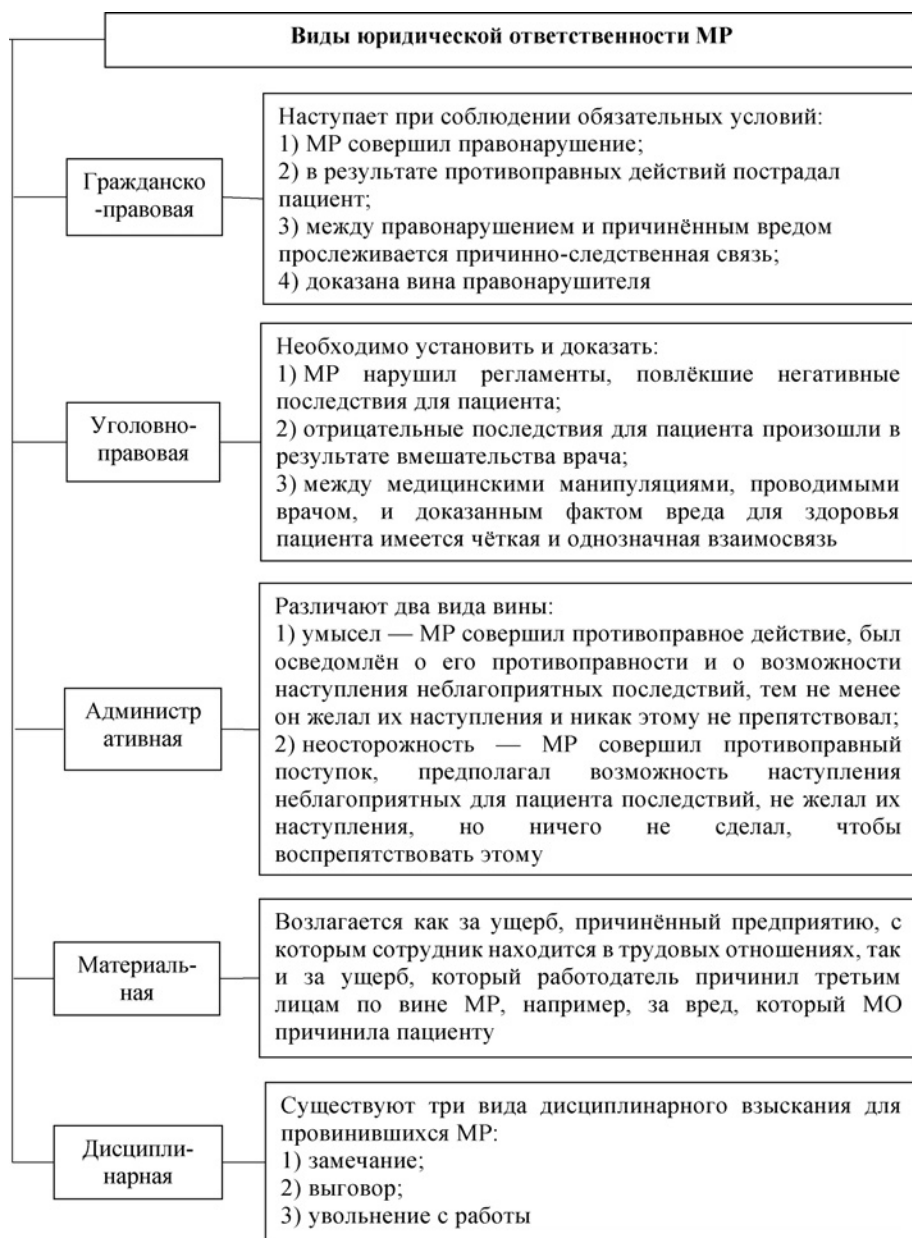 Виды юридической ответственности МР
Гражданско
-правовая
Наступает при соблюдении обязательных условий:
1) МР совершил правонарушение;
2) в результате противоправных действий пострадал
пациент;
3) между правонарушением и причинённым вредом
прослеживается причинно-следственная связь;
4) доказана вина правонарушителя
Уголовно-
правовая
Необходимо установить и доказать:
1) МР нарушил регламенты, повлёкшие негативные
последствия для пациента;
2) отрицательные последствия для пациента произошли в
результате вмешательства врача;
3) между медицинскими манипуляциями, проводимыми
врачом, и доказанным фактом вреда для здоровья
пациента имеется чёткая и однозначная взаимосвязь
Администр
ативная
Различают два вида вины:
1) умысел — МР совершил противоправное действие, был
осведомлён о его противоправности и о возможности
наступления неблагоприятных последствий, тем не менее
он желал их наступления и никак этому не препятствовал;
2) неосторожность — МР совершил противоправный
поступок, предполагал возможность наступления
неблагоприятных для пациента последствий, не желал их
наступления, но ничего не сделал, чтобы
воспрепятствовать этому
Материаль-
ная
Возлагается как за ущерб, причинённый предприятию, с
которым сотрудник находится в трудовых отношениях, так
и за ущерб, который работодатель причинил третьим
лицам по вине МР, например, за вред, который МО
причинила пациенту
Дисципли-
нарная
Существуют три вида дисциплинарного взыскания для
провинившихся МР:
1) замечание;
2) выговор;
3) увольнение с работы